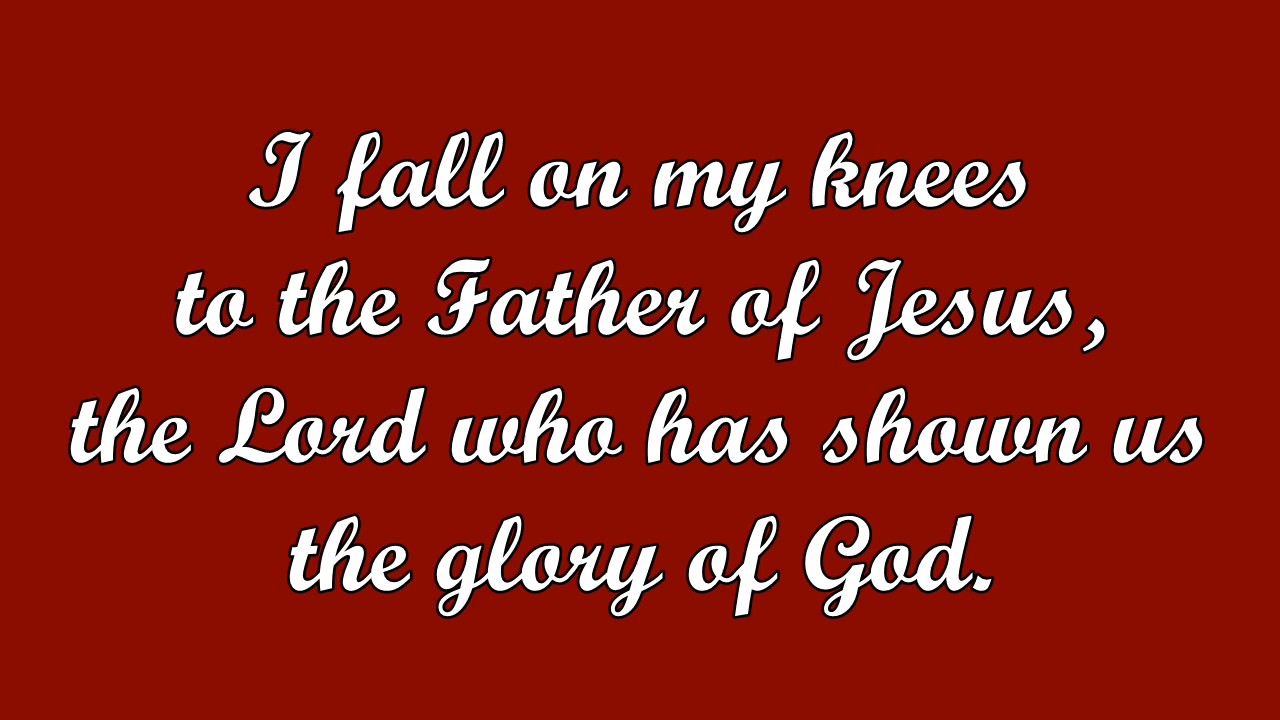 I fall on my knees
to the Father of Jesus,
the Lord who has shown us
the glory of God.